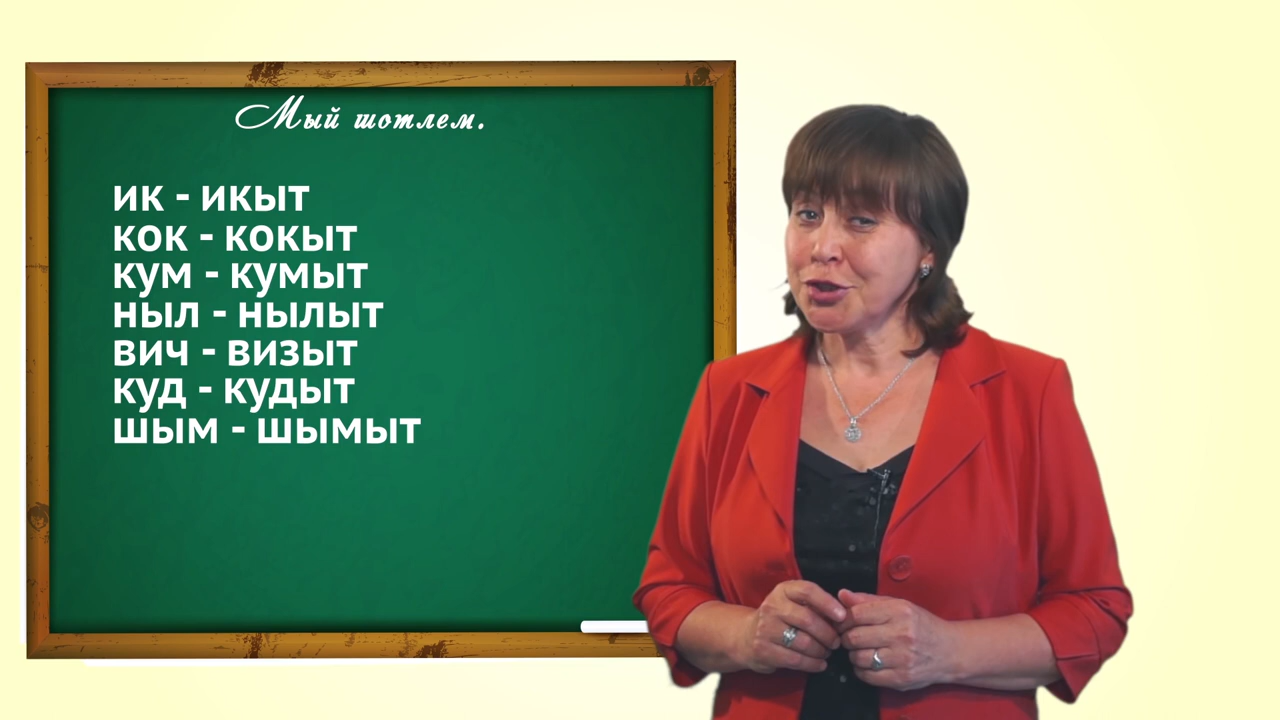 Мый шотлем.
ик - икыт
кок - кокыт
кум - кумыт
ныл - нылыт
вич - визыт
куд - кудыт
шым - шымыт